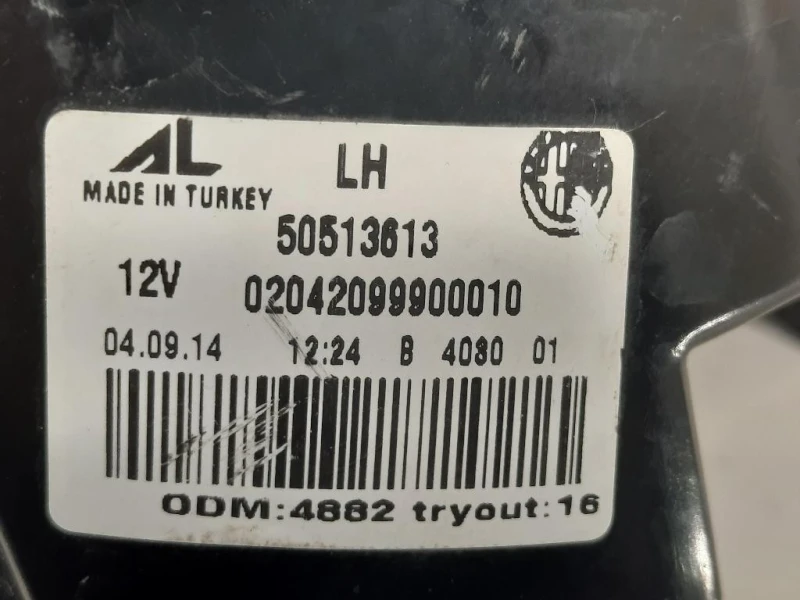 AL LH
MADE IN TURKEY
50513613
12V 02042099900010
04.09.14 12:24 B 4080 01
ODM:4882 tryout:16